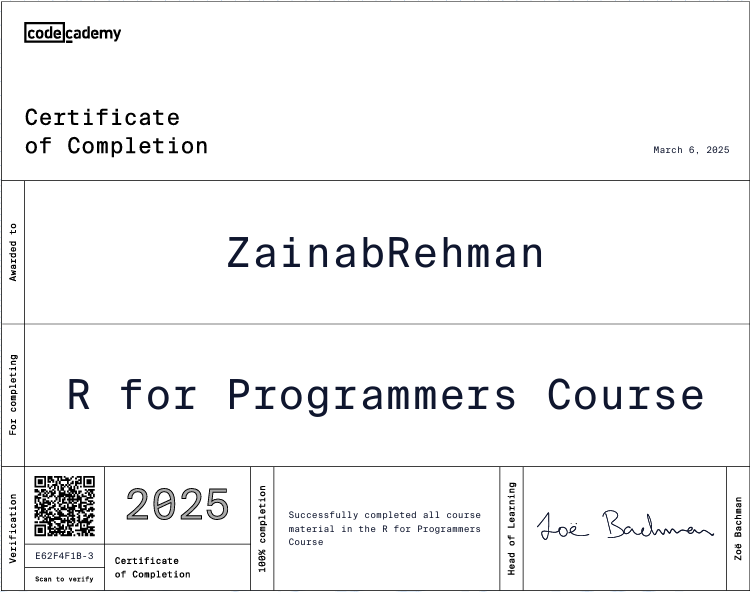 codecademy
Certificate
of Completion
March 6, 2025
Awarded to
ZainabRehman
For completing
R for Programmers Course
Verification
E62F4F1B-3
Scan to verify
2025
Certificate
of Completion
100% completion
Successfully completed all course
material in the R for Programmers
Course
Head of Learning
Zoë Bachman
Zoë Bachman